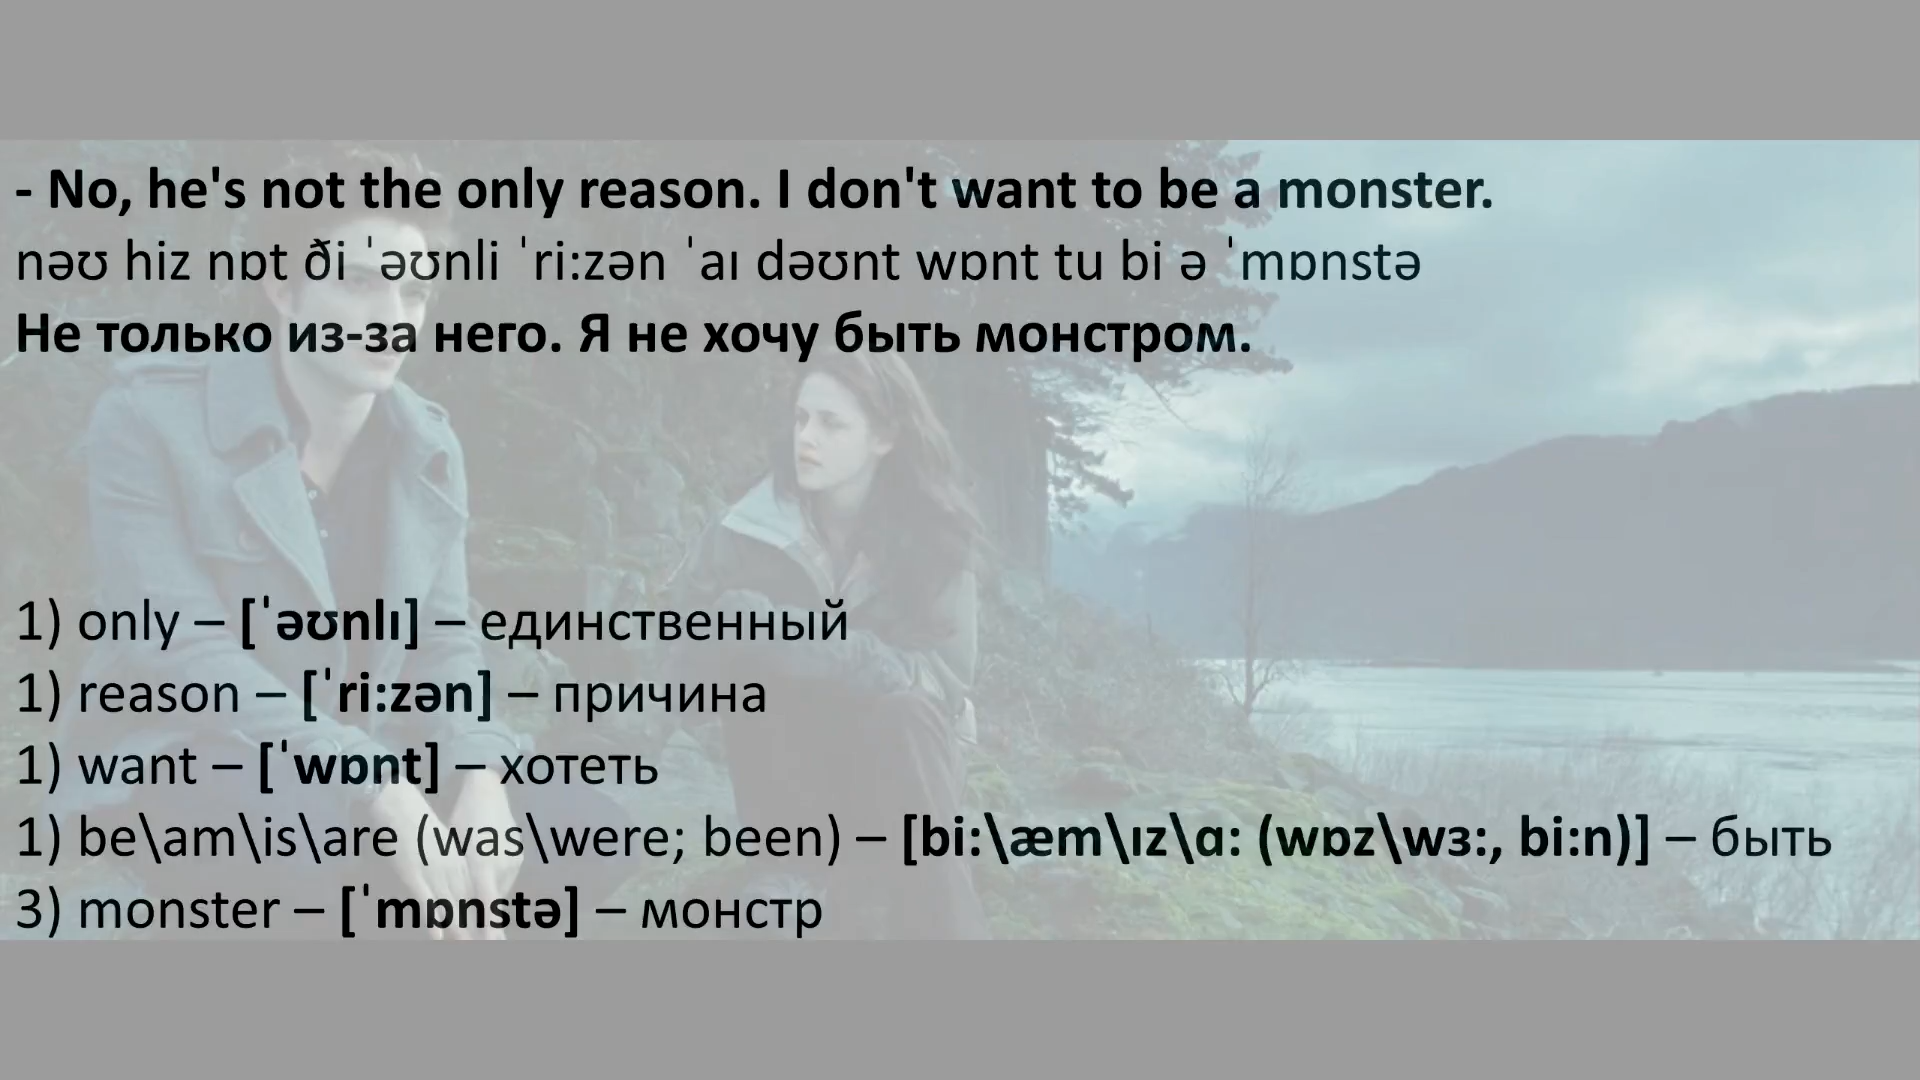 - No, he's not the only reason. I don't want to be a monster.
nəʊ hiz nɒt ði ˈəʊnli ˈri:zən ˈaɪ dəʊnt wɒnt tu bi ə ˈmɒnstə
Не только из-за него. Я не хочу быть монстром.
1) only – [ˈəʊnlɪ] – единственный
1) reason – [ˈri:zən] – причина
1) want – [ˈwɒnt] – хотеть
1) be\am\is\are (was\were; been) – [bi:\æm\ɪz\ɑ: (wɒz\wɜ:, bi:n)] – быть
3) monster – [ˈmɒnstə] – монстр